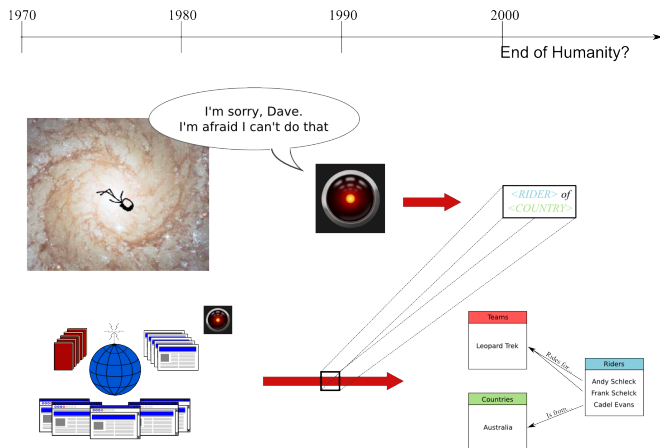 1970
1980
1990
2000
End of Humanity?
I'm sorry, Dave.
I'm afraid I can't do that
<RIDER> of
<COUNTRY>
Teams
Leopard Trek
Rides for...
Riders
Andy Schleck
Frank Schelck
Cadel Evans
Is from...
Countries
Australia